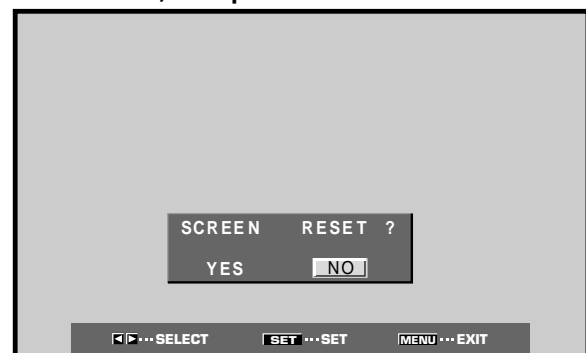 SCREEN RESET ?
YES NO
◀ ▶ ··· SELECT SET ··· SET MENU ··· EXIT